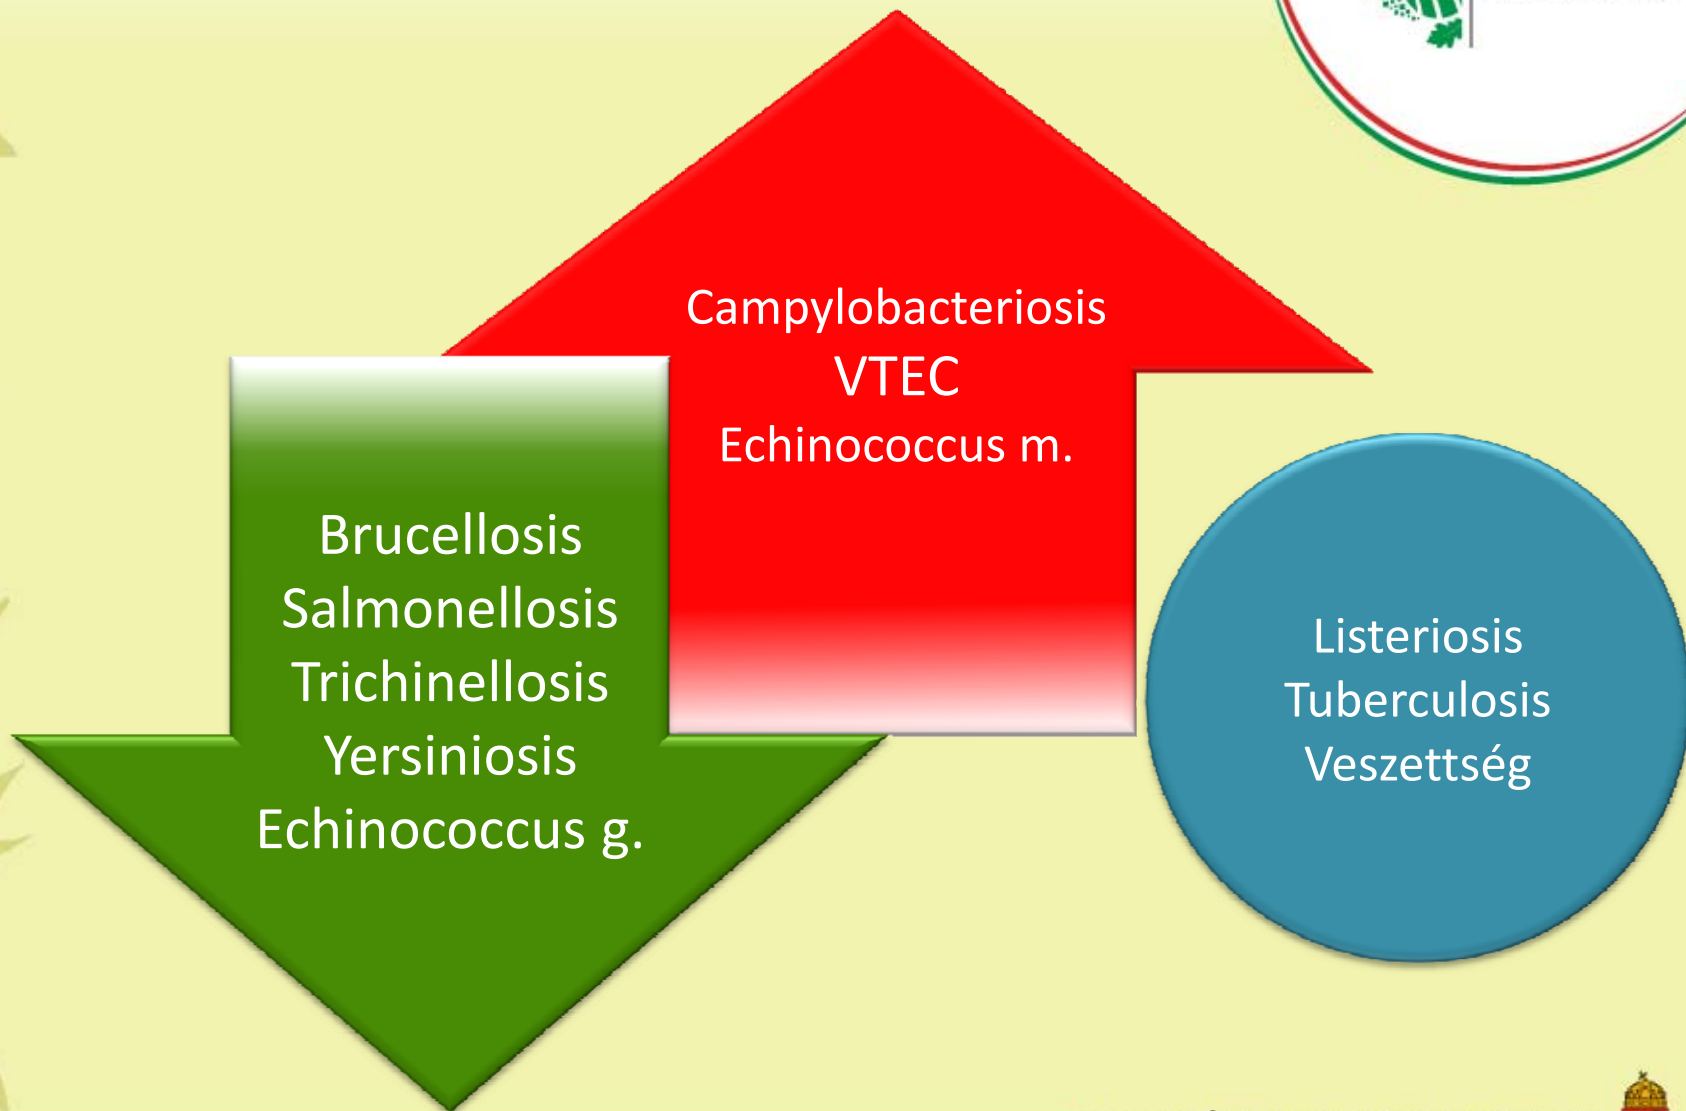 Campylobacteriosis
VTEC
Echinococcus m.
Brucellosis
Salmonellosis
Trichinellosis
Yersiniosis
Echinococcus g.
Listeriosis
Tuberculosis
Veszettség